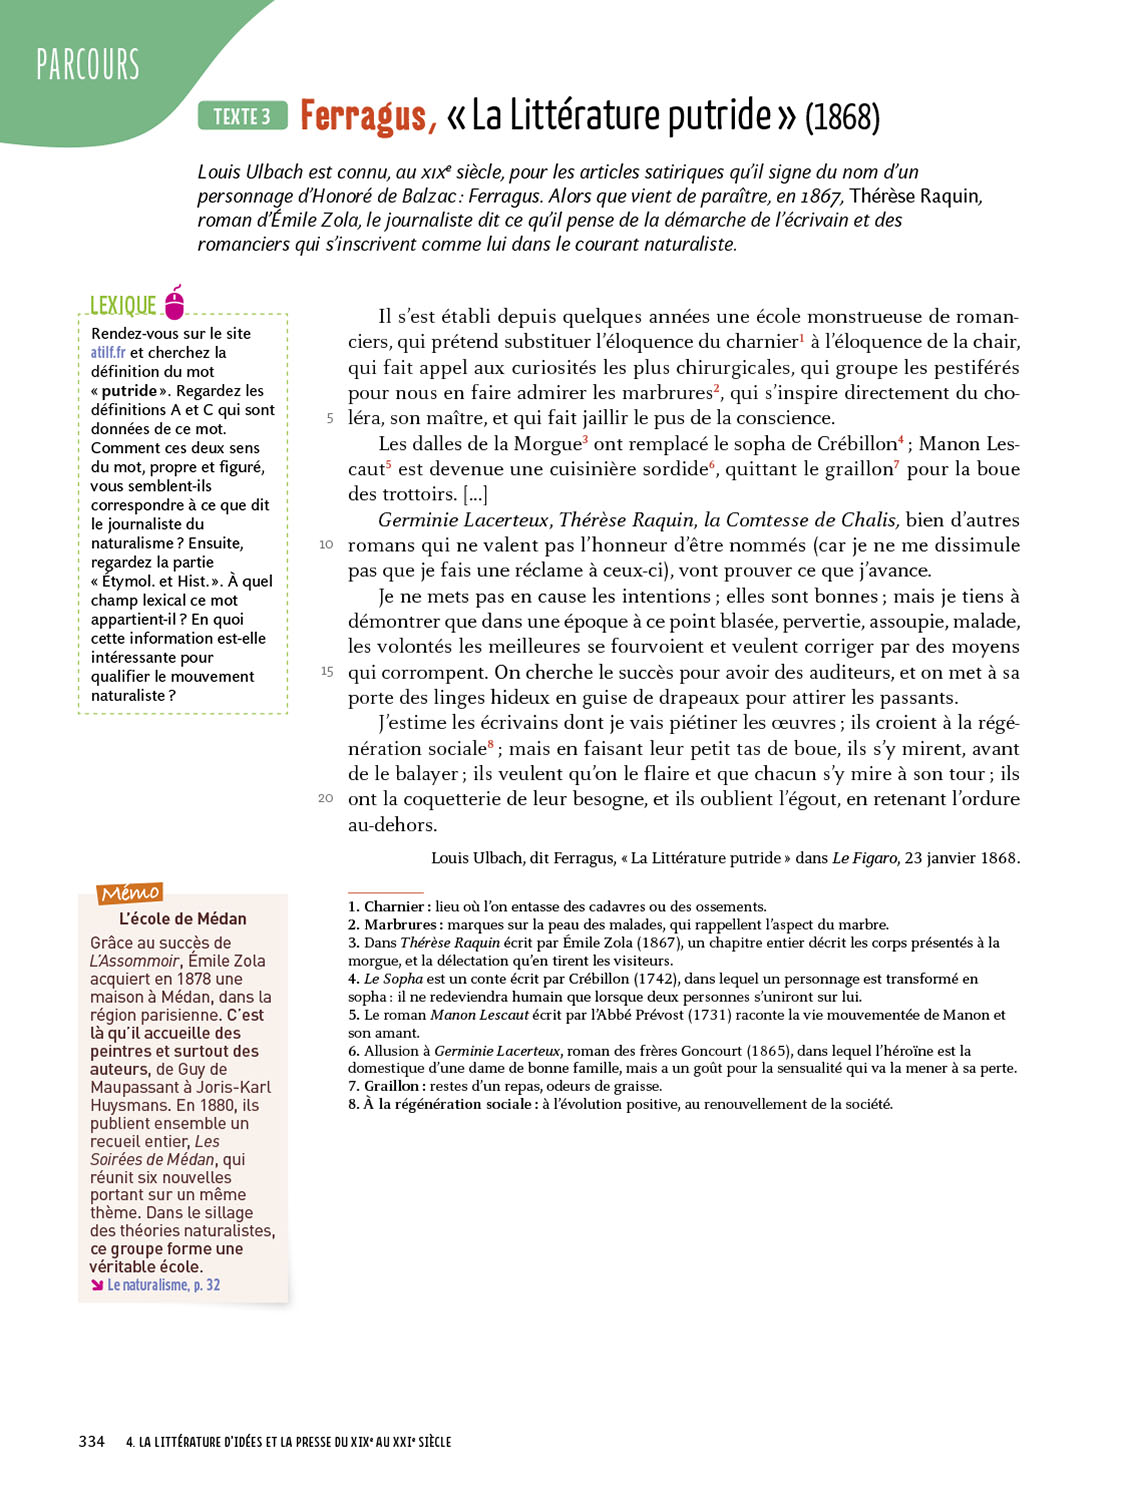 PARCOURS
TEXTE 3 Ferragus, « La Littérature putride » (1868)
Louis Ulbach est connu, au XIXe siècle, pour les articles satiriques qu'il signe du nom d'un
personnage d'Honoré de Balzac : Ferragus. Alors que vient de paraître, en 1867, Thérèse Raquin,
roman d'Émile Zola, le journaliste dit ce qu'il pense de la démarche de l'écrivain et des
romanciers qui s'inscrivent comme lui dans le courant naturaliste.
LEXIQUE
Rendez-vous sur le site
atilf.fr et cherchez la
définition du mot
« putride ». Regardez les
définitions A et C qui sont
données de ce mot.
Comment ces deux sens
du mot, propre et figuré,
vous semblent-ils
correspondre à ce que dit
le journaliste du
naturalisme ? Ensuite,
regardez la partie
« Étymol. et Hist. ». À quel
champ lexical ce mot
appartient-il ? En quoi
cette information est-elle
intéressante pour
qualifier le mouvement
naturaliste ?
Il s'est établi depuis quelques années une école monstrueuse de roman-
ciers, qui prétend substituer l'éloquence du charnier1 à l'éloquence de la chair,
qui fait appel aux curiosités les plus chirurgicales, qui groupe les pestiférés
pour nous en faire admirer les marbrures2, qui s'inspire directement du cho-
5 léra, son maître, et qui fait jaillir le pus de la conscience.
Les dalles de la Morgue3 ont remplacé le sopha de Crébillon4 ; Manon Les-
caut5 est devenue une cuisinière sordide6, quittant le graillon7 pour la boue
des trottoirs. [...]
Germinie Lacerteux, Thérèse Raquin, la Comtesse de Chalis, bien d'autres
10 romans qui ne valent pas l'honneur d'être nommés (car je ne me dissimule
pas que je fais une réclame à ceux-ci), vont prouver ce que j'avance.
Je ne mets pas en cause les intentions ; elles sont bonnes ; mais je tiens à
démontrer que dans une époque à ce point blasée, pervertie, assoupie, malade,
les volontés les meilleures se fourvoient et veulent corriger par des moyens
15 qui corrompent. On cherche le succès pour avoir des auditeurs, et on met à sa
porte des linges hideux en guise de drapeaux pour attirer les passants.
J'estime les écrivains dont je vais piétiner les œuvres ; ils croient à la régé-
nération sociale8 ; mais en faisant leur petit tas de boue, ils s'y mirent, avant
de le balayer ; ils veulent qu'on le flaire et que chacun s'y mire à son tour ; ils
20 ont la coquetterie de leur besogne, et ils oublient l'égout, en retenant l'ordure
au-dehors.
Louis Ulbach, dit Ferragus, « La Littérature putride » dans Le Figaro, 23 janvier 1868.
1. Charnier : lieu où l'on entasse des cadavres ou des ossements.
2. Marbrures : marques sur la peau des malades, qui rappellent l'aspect du marbre.
3. Dans Thérèse Raquin écrit par Émile Zola (1867), un chapitre entier décrit les corps présentés à la
morgue, et la délectation qu'en tirent les visiteurs.
4. Le Sopha est un conte écrit par Crébillon (1742), dans lequel un personnage est transformé en
sopha : il ne redeviendra humain que lorsque deux personnes s'uniront sur lui.
5. Le roman Manon Lescaut écrit par l'Abbé Prévost (1731) raconte la vie mouvementée de Manon et
son amant.
6. Allusion à Germinie Lacerteux, roman des frères Goncourt (1865), dans lequel l'héroïne est la
domestique d'une dame de bonne famille, mais a un goût pour la sensualité qui va la mener à sa perte.
7. Graillon : restes d'un repas, odeurs de graisse.
8. À la régénération sociale : à l'évolution positive, au renouvellement de la société.
Mémo
L'école de Médan
Grâce au succès de
L'Assommoir, Émile Zola
acquiert en 1878 une
maison à Médan, dans la
région parisienne. C'est
là qu'il accueille des
peintres et surtout des
auteurs, de Guy de
Maupassant à Joris-Karl
Huysmans. En 1880, ils
publient ensemble un
recueil entier, Les
Soirées de Médan, qui
réunit six nouvelles
portant sur un même
thème. Dans le sillage
des théories naturalistes,
ce groupe forme une
véritable école.
Le naturalisme, p. 32
334 4. LA LITTÉRATURE D'IDÉES ET LA PRESSE DU XIXe AU XXIe SIÈCLE